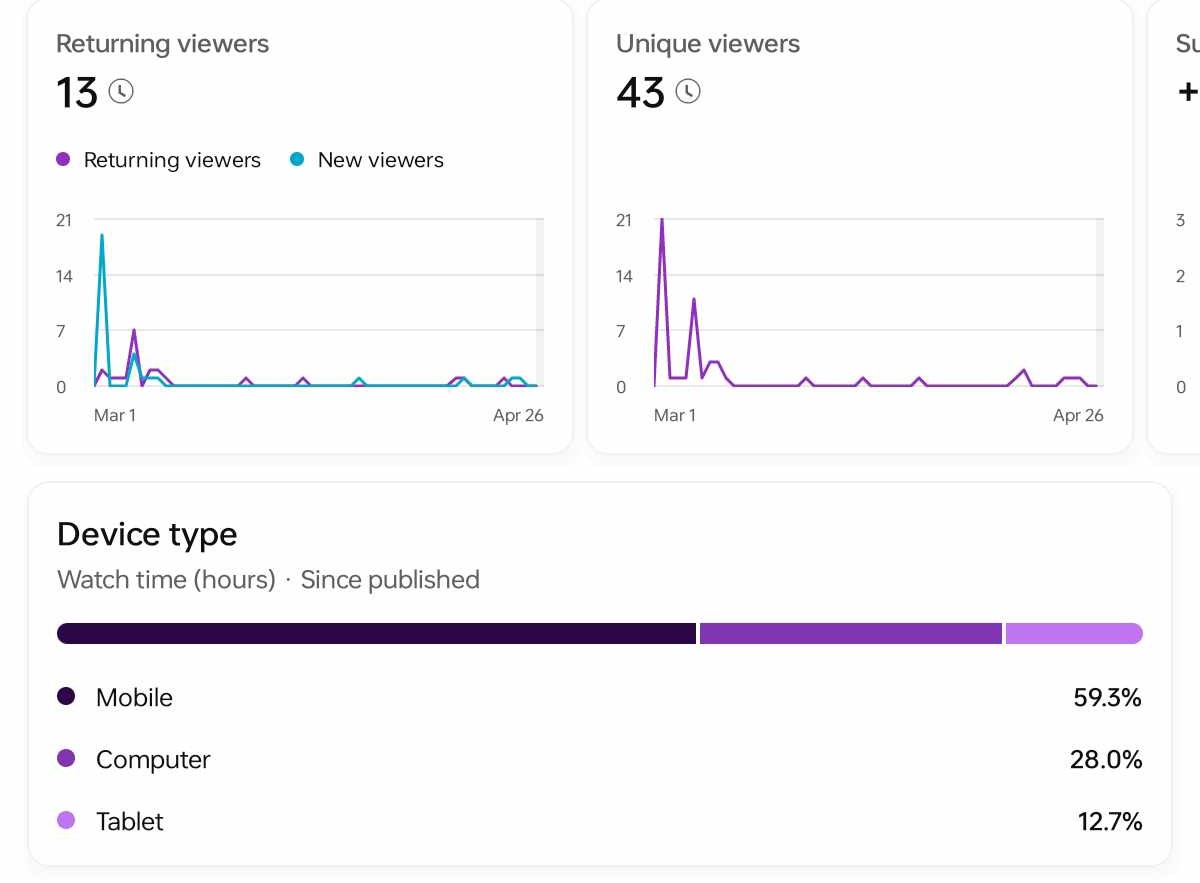 Returning viewers
13
Returning viewers New viewers
21
14
7
0
Mar 1 Apr 26
Unique viewers
43
21
14
7
0
Mar 1 Apr 26
Su
+
3
2
1
0
Device type
Watch time (hours) · Since published
Mobile 59.3%
Computer 28.0%
Tablet 12.7%